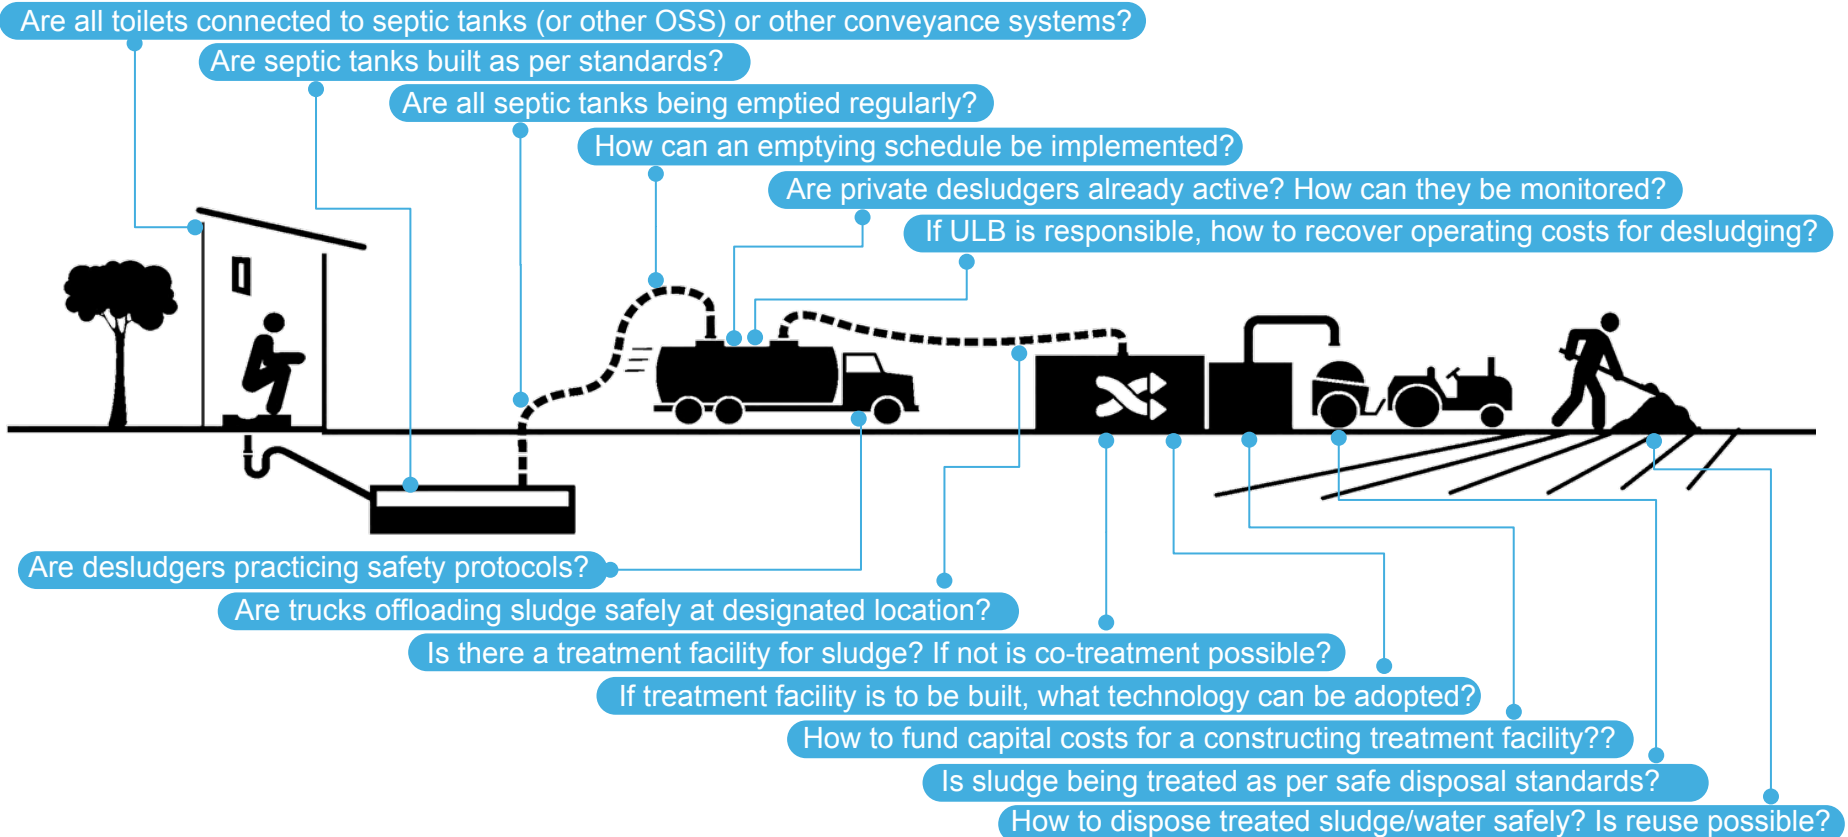 Are all toilets connected to septic tanks (or other OSS) or other conveyance systems?
Are septic tanks built as per standards?
Are all septic tanks being emptied regularly?
How can an emptying schedule be implemented?
Are private desludgers already active? How can they be monitored?
If ULB is responsible, how to recover operating costs for desludging?
Are desludgers practicing safety protocols?
Are trucks offloading sludge safely at designated location?
Is there a treatment facility for sludge? If not is co-treatment possible?
If treatment facility is to be built, what technology can be adopted?
How to fund capital costs for a constructing treatment facility??
Is sludge being treated as per safe disposal standards?
How to dispose treated sludge/water safely? Is reuse possible?